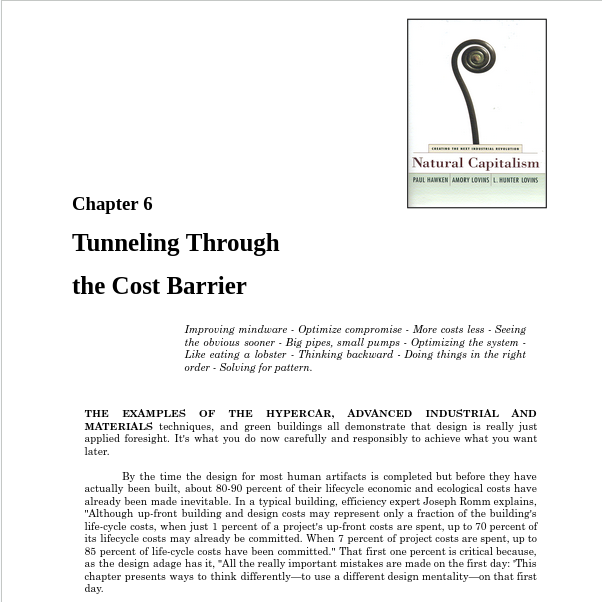 CREATING THE NEXT INDUSTRIAL REVOLUTION
Natural Capitalism
PAUL HAWKEN AMORY LOVINS L. HUNTER LOVINS
Chapter 6
Tunneling Through
the Cost Barrier
Improving mindware - Optimize compromise - More costs less - Seeing
the obvious sooner - Big pipes, small pumps - Optimizing the system -
Like eating a lobster - Thinking backward - Doing things in the right
order - Solving for pattern.
THE EXAMPLES OF THE HYPERCAR, ADVANCED INDUSTRIAL AND
MATERIALS techniques, and green buildings all demonstrate that design is really just
applied foresight. It's what you do now carefully and responsibly to achieve what you want
later.
By the time the design for most human artifacts is completed but before they have
actually been built, about 80-90 percent of their lifecycle economic and ecological costs have
already been made inevitable. In a typical building, efficiency expert Joseph Romm explains,
"Although up-front building and design costs may represent only a fraction of the building's
life-cycle costs, when just 1 percent of a project's up-front costs are spent, up to 70 percent of
its lifecycle costs may already be committed. When 7 percent of project costs are spent, up to
85 percent of life-cycle costs have been committed." That first one percent is critical because,
as the design adage has it, "All the really important mistakes are made on the first day: 'This
chapter presents ways to think differently—to use a different design mentality—on that first
day.